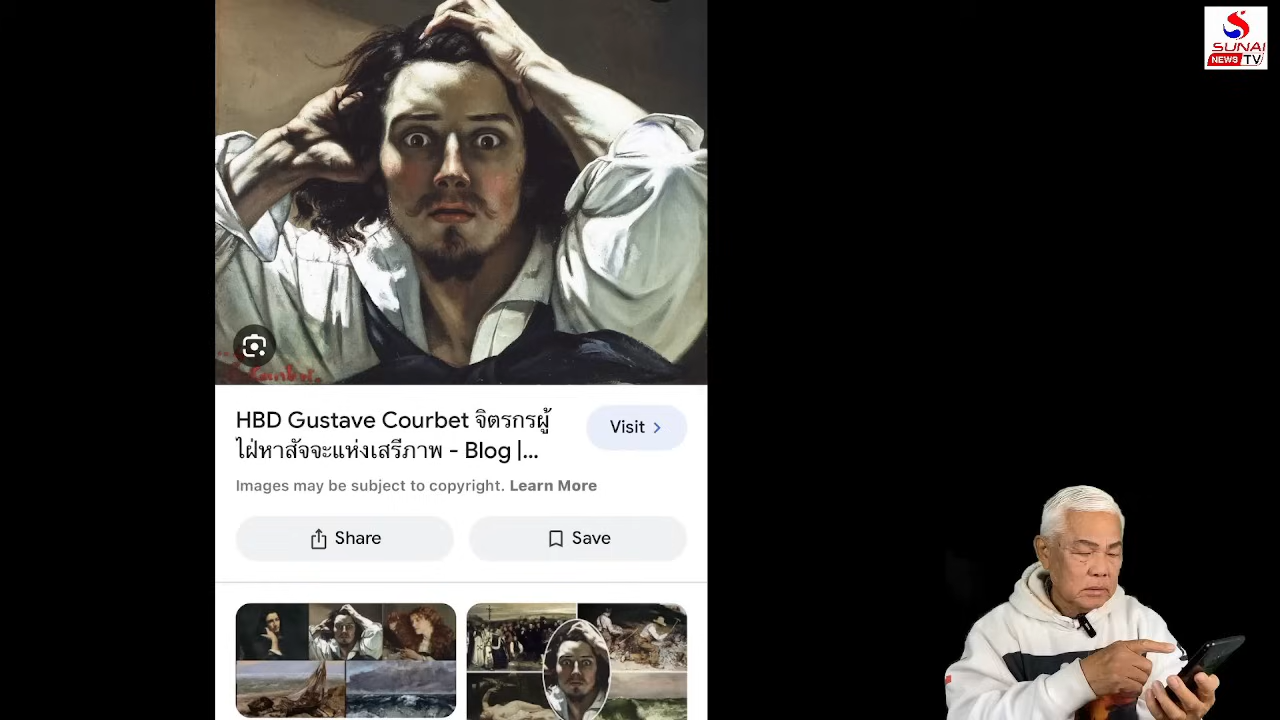 SUNAI
NEWS TV
HBD Gustave Courbet จิตรกรผู้
ไฝ่หาสัจจะแห่งเสรีภาพ - Blog |...
Visit >
Images may be subject to copyright. Learn More
Share
Save